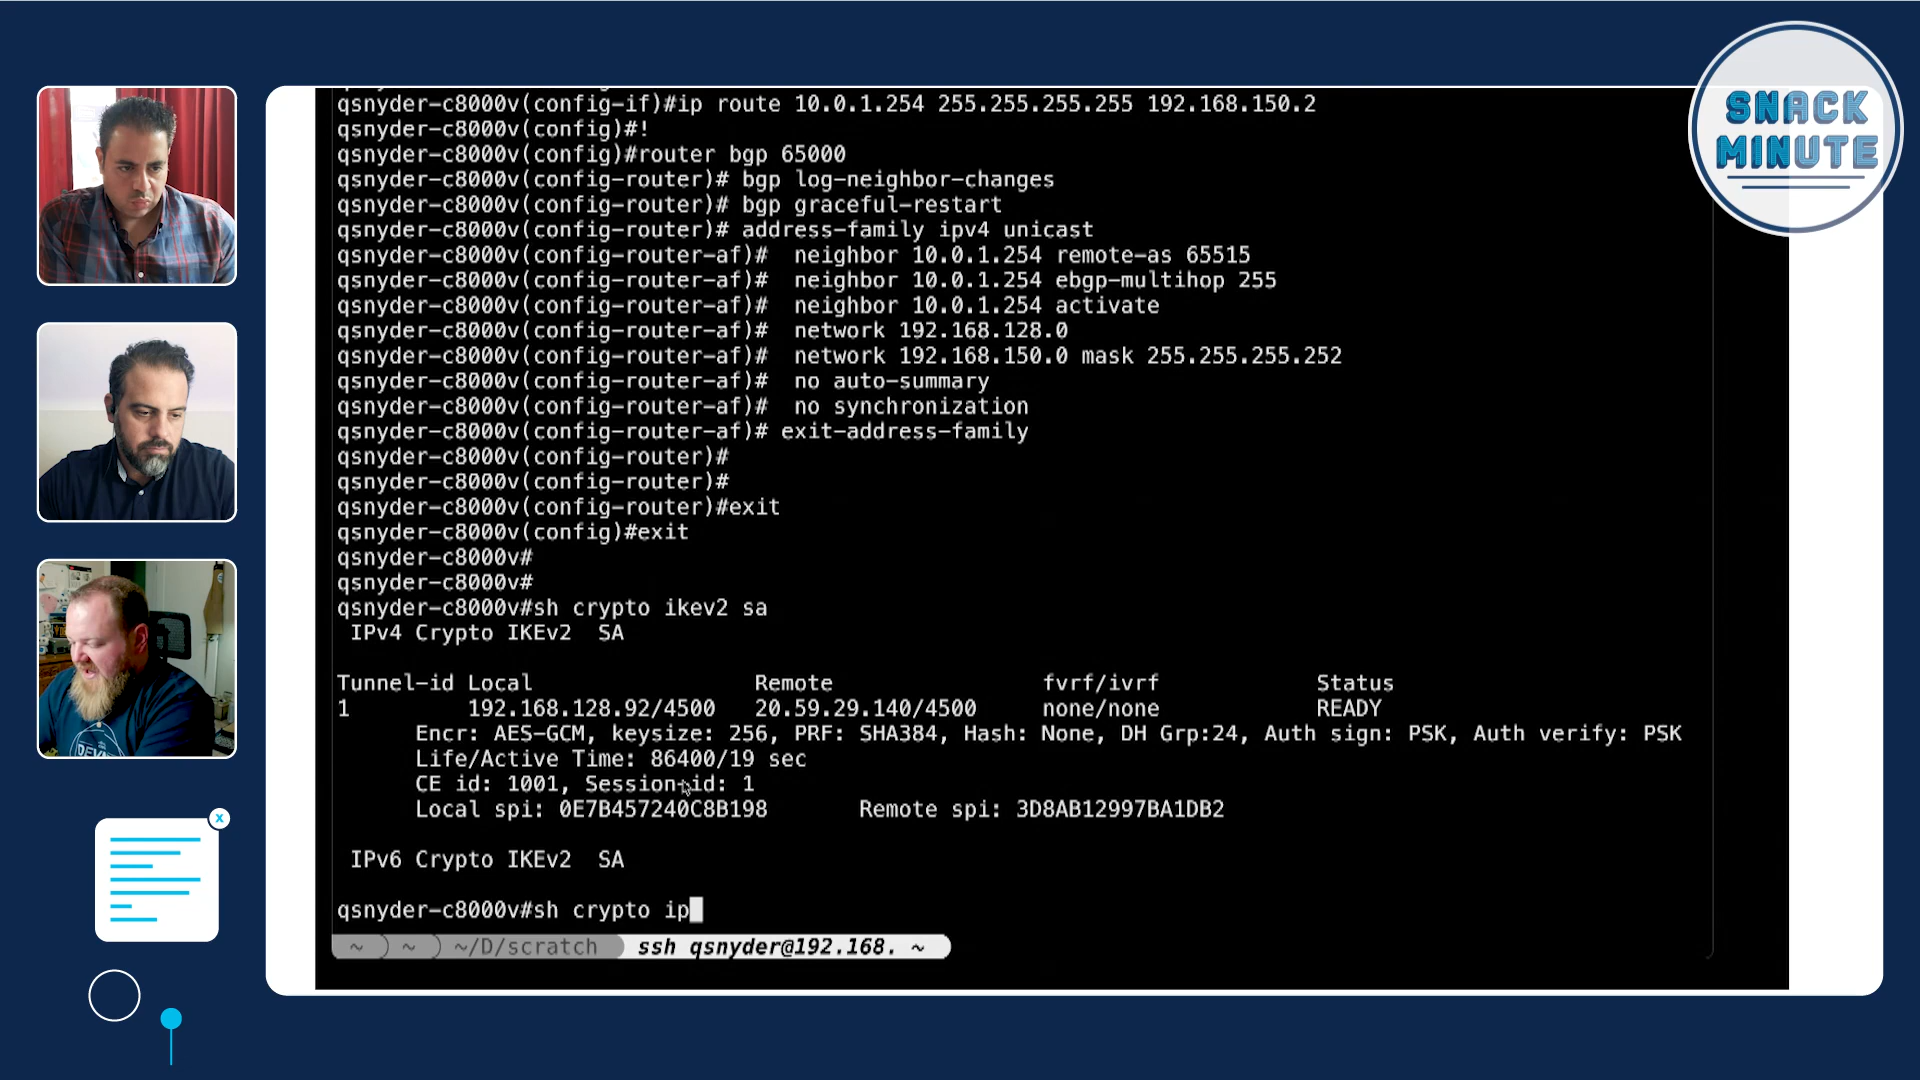 SNACK
MINUTE
qsnyder-c8000v(config-if)#ip route 10.0.1.254 255.255.255.255 192.168.150.2
qsnyder-c8000v(config)#!
qsnyder-c8000v(config)#router bgp 65000
qsnyder-c8000v(config-router)# bgp log-neighbor-changes
qsnyder-c8000v(config-router)# bgp graceful-restart
qsnyder-c8000v(config-router)# address-family ipv4 unicast
qsnyder-c8000v(config-router-af)#  neighbor 10.0.1.254 remote-as 65515
qsnyder-c8000v(config-router-af)#  neighbor 10.0.1.254 ebgp-multihop 255
qsnyder-c8000v(config-router-af)#  neighbor 10.0.1.254 activate
qsnyder-c8000v(config-router-af)#  network 192.168.128.0
qsnyder-c8000v(config-router-af)#  network 192.168.150.0 mask 255.255.255.252
qsnyder-c8000v(config-router-af)#  no auto-summary
qsnyder-c8000v(config-router-af)#  no synchronization
qsnyder-c8000v(config-router-af)# exit-address-family
qsnyder-c8000v(config-router)#
qsnyder-c8000v(config-router)#
qsnyder-c8000v(config-router)#exit
qsnyder-c8000v(config)#exit
qsnyder-c8000v#
qsnyder-c8000v#
qsnyder-c8000v#sh crypto ikev2 sa
IPv4 Crypto IKEv2  SA
Tunnel-id Local Remote fvrf/ivrf Status
1 192.168.128.92/4500 20.59.29.140/4500 none/none READY
Encr: AES-GCM, keysize: 256, PRF: SHA384, Hash: None, DH Grp:24, Auth sign: PSK, Auth verify: PSK
Life/Active Time: 86400/19 sec
CE id: 1001, Session-id: 1
Local spi: 0E7B457240C8B198 Remote spi: 3D8AB12997BA1DB2
IPv6 Crypto IKEv2  SA
qsnyder-c8000v#sh crypto ip
~ ~ ~/D/scratch ssh qsnyder@192.168. ~
x